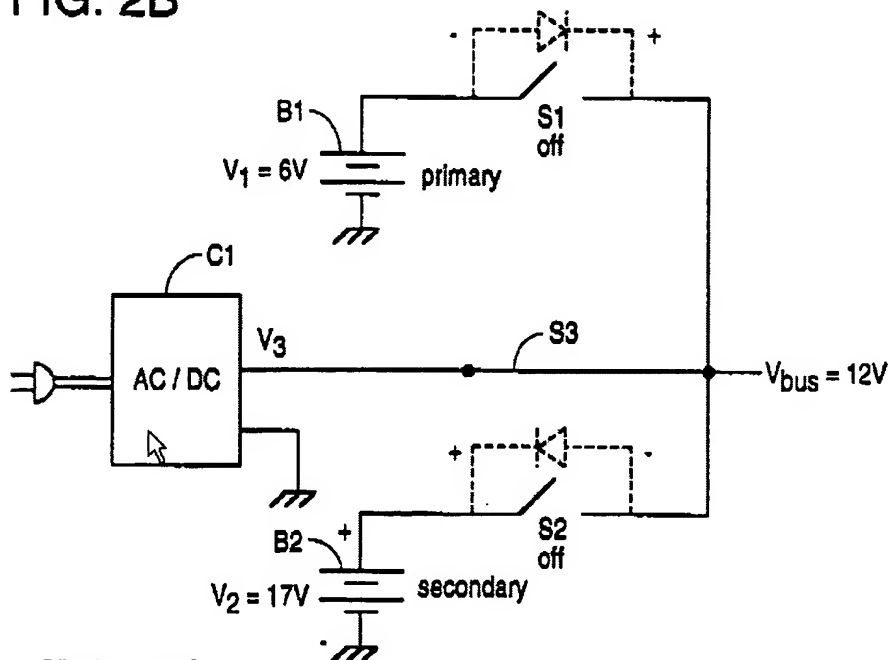 FIG. 2B
- +
S1
off
B1
V1 = 6V primary
C1
V3
S3
AC / DC
Vbus = 12V
+ -
S2
off
+
B2
V2 = 17V secondary
-